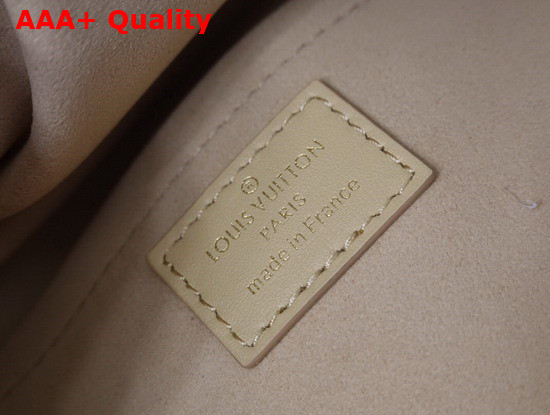 AAA+ Quality
LOUIS VUITTON
PARIS
made in France